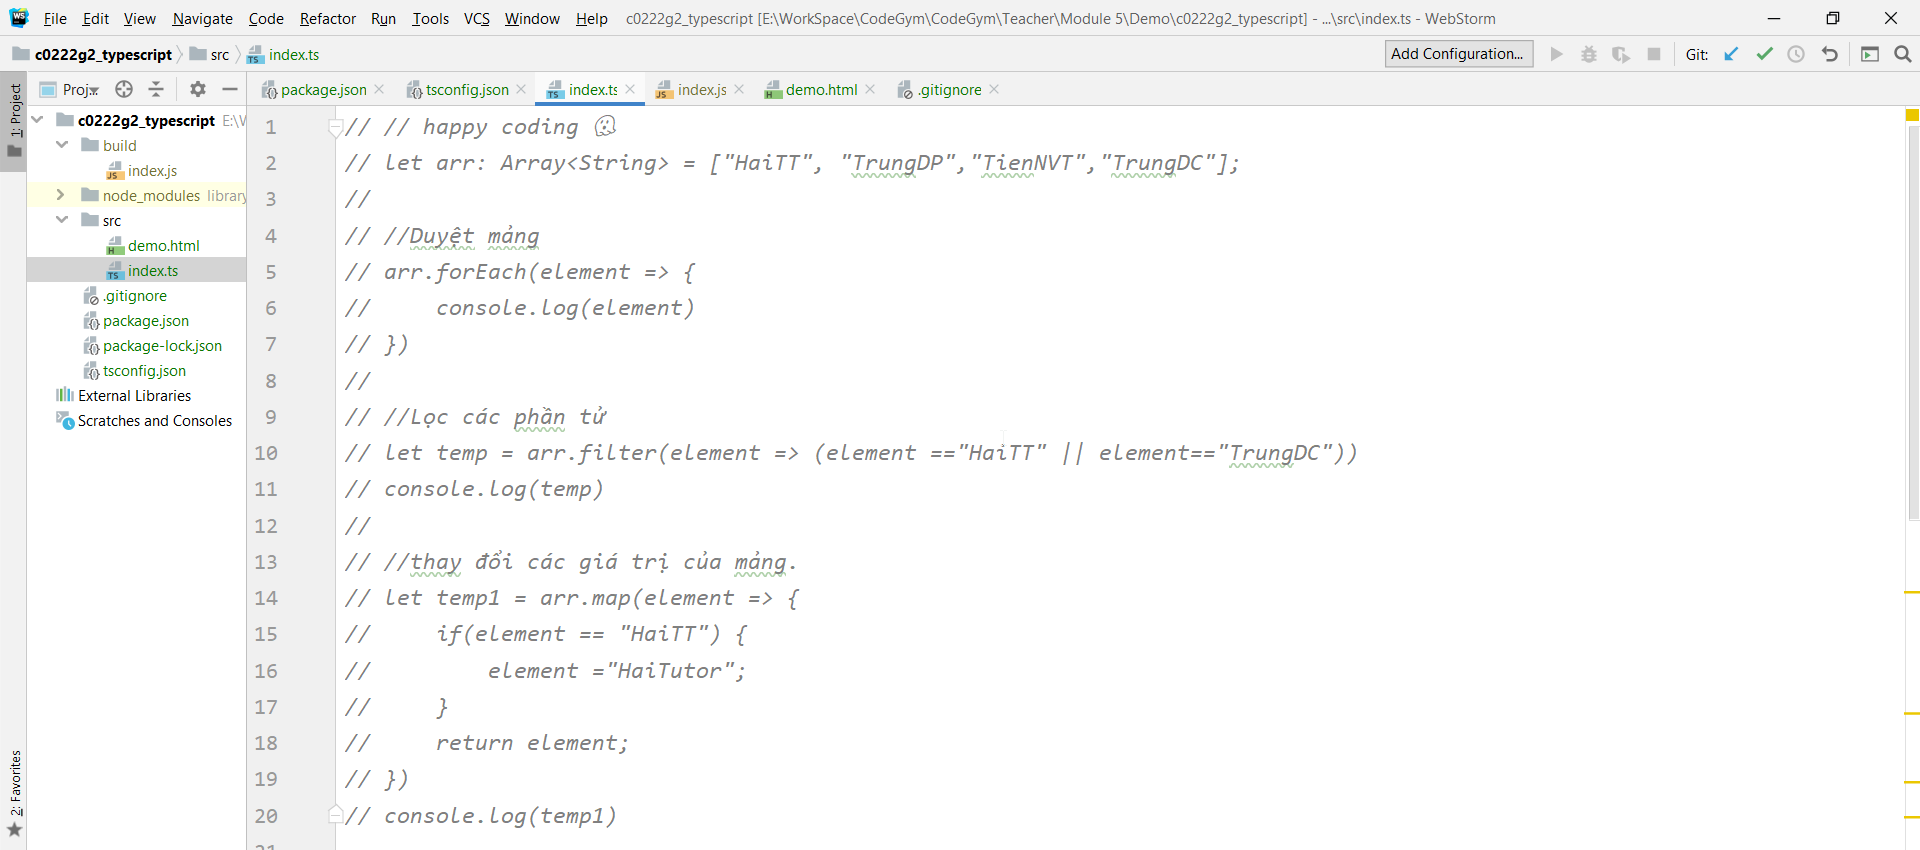 File Edit View Navigate Code Refactor Run Tools VCS Window Help c0222g2_typescript [E:\WorkSpace\CodeGym\CodeGym\Teacher\Module 5\Demo\c0222g2_typescript] - ...\src\index.ts - WebStorm
c0222g2_typescript src index.ts Add Configuration... Git:
1: Project
Proj package.json tsconfig.json index.ts index.js demo.html .gitignore
c0222g2_typescript E:\W
build
index.js
node_modules library
src
demo.html
index.ts
.gitignore
package.json
package-lock.json
tsconfig.json
External Libraries
Scratches and Consoles
2: Favorites
1 // // happy coding
2 // let arr: Array<String> = ["HaiTT", "TrungDP","TienNVT","TrungDC"];
3 //
4 // //Duyệt mảng
5 // arr.forEach(element => {
6 //     console.log(element)
7 // })
8 //
9 // //Lọc các phần tử
10 // let temp = arr.filter(element => (element =="HaiTT" || element=="TrungDC"))
11 // console.log(temp)
12 //
13 // //thay đổi các giá trị của mảng.
14 // let temp1 = arr.map(element => {
15 //     if(element == "HaiTT") {
16 //         element ="HaiTutor";
17 //     }
18 //     return element;
19 // })
20 // console.log(temp1)